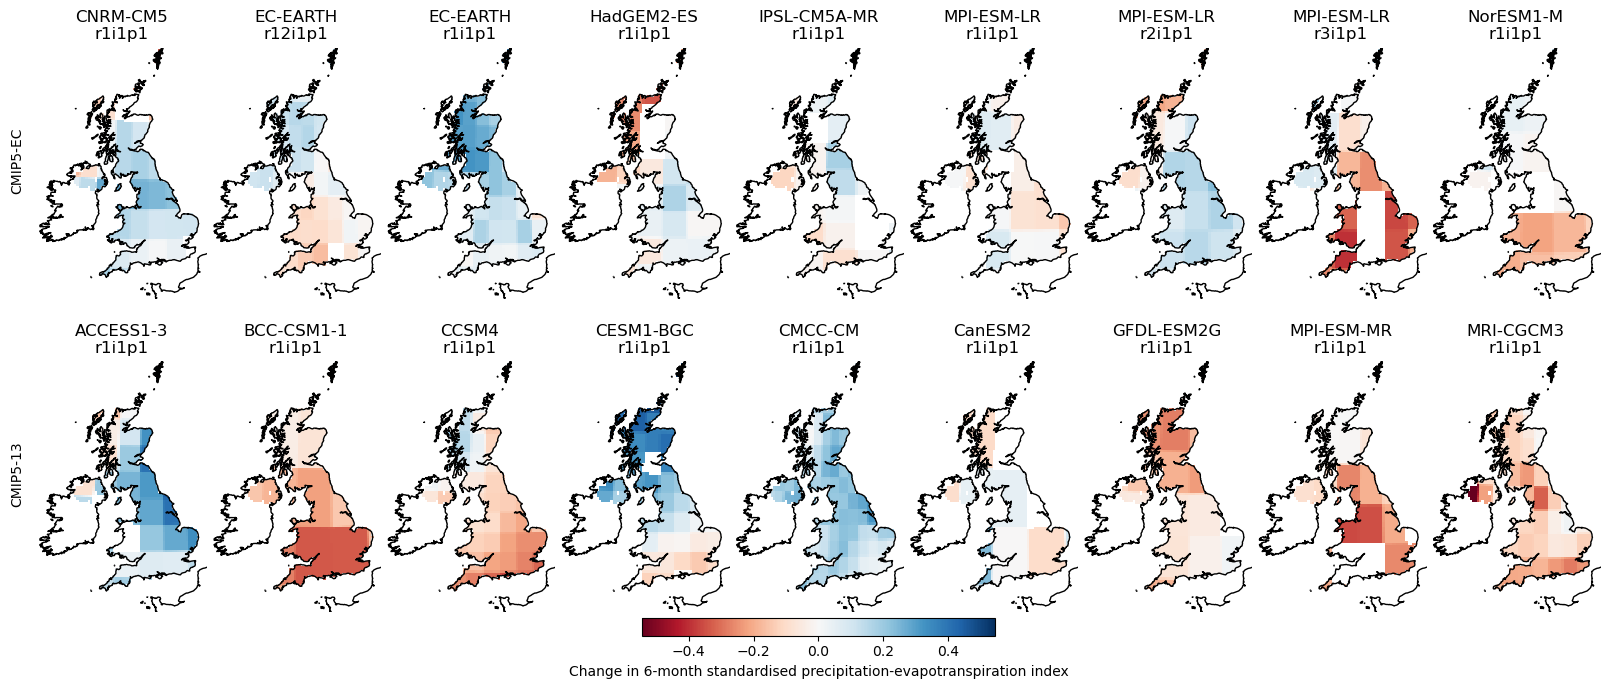 CNRM-CM5 EC-EARTH EC-EARTH HadGEM2-ES IPSL-CM5A-MR MPI-ESM-LR MPI-ESM-LR MPI-ESM-LR NorESM1-M
r1i1p1 r12i1p1 r1i1p1 r1i1p1 r1i1p1 r1i1p1 r2i1p1 r3i1p1 r1i1p1
CMIP5-EC
ACCESS1-3 BCC-CSM1-1 CCSM4 CESM1-BGC CMCC-CM CanESM2 GFDL-ESM2G MPI-ESM-MR MRI-CGCM3
r1i1p1 r1i1p1 r1i1p1 r1i1p1 r1i1p1 r1i1p1 r1i1p1 r1i1p1 r1i1p1
CMIP5-13
−0.4 −0.2 0.0 0.2 0.4
Change in 6-month standardised precipitation-evapotranspiration index